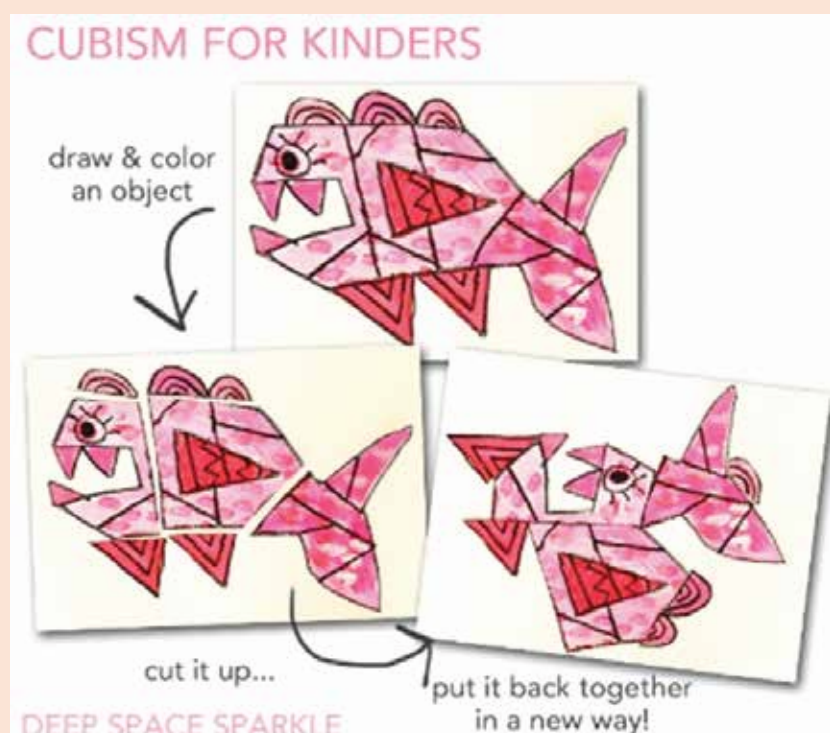 CUBISM FOR KINDERS
draw & color
an object
cut it up...
put it back together
in a new way!
DEEP SPACE SPARKLE